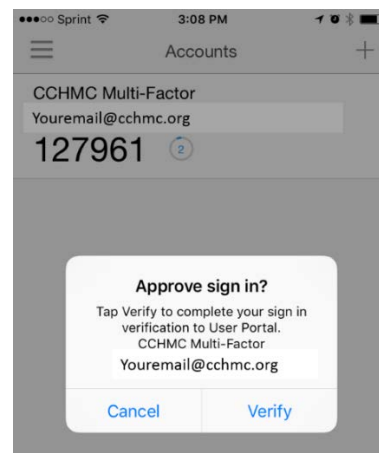 Sprint 3:08 PM
Accounts
CCHMC Multi-Factor
Youremail@cchmc.org
127961 2
Approve sign in?
Tap Verify to complete your sign in
verification to User Portal.
CCHMC Multi-Factor
Youremail@cchmc.org
Cancel Verify